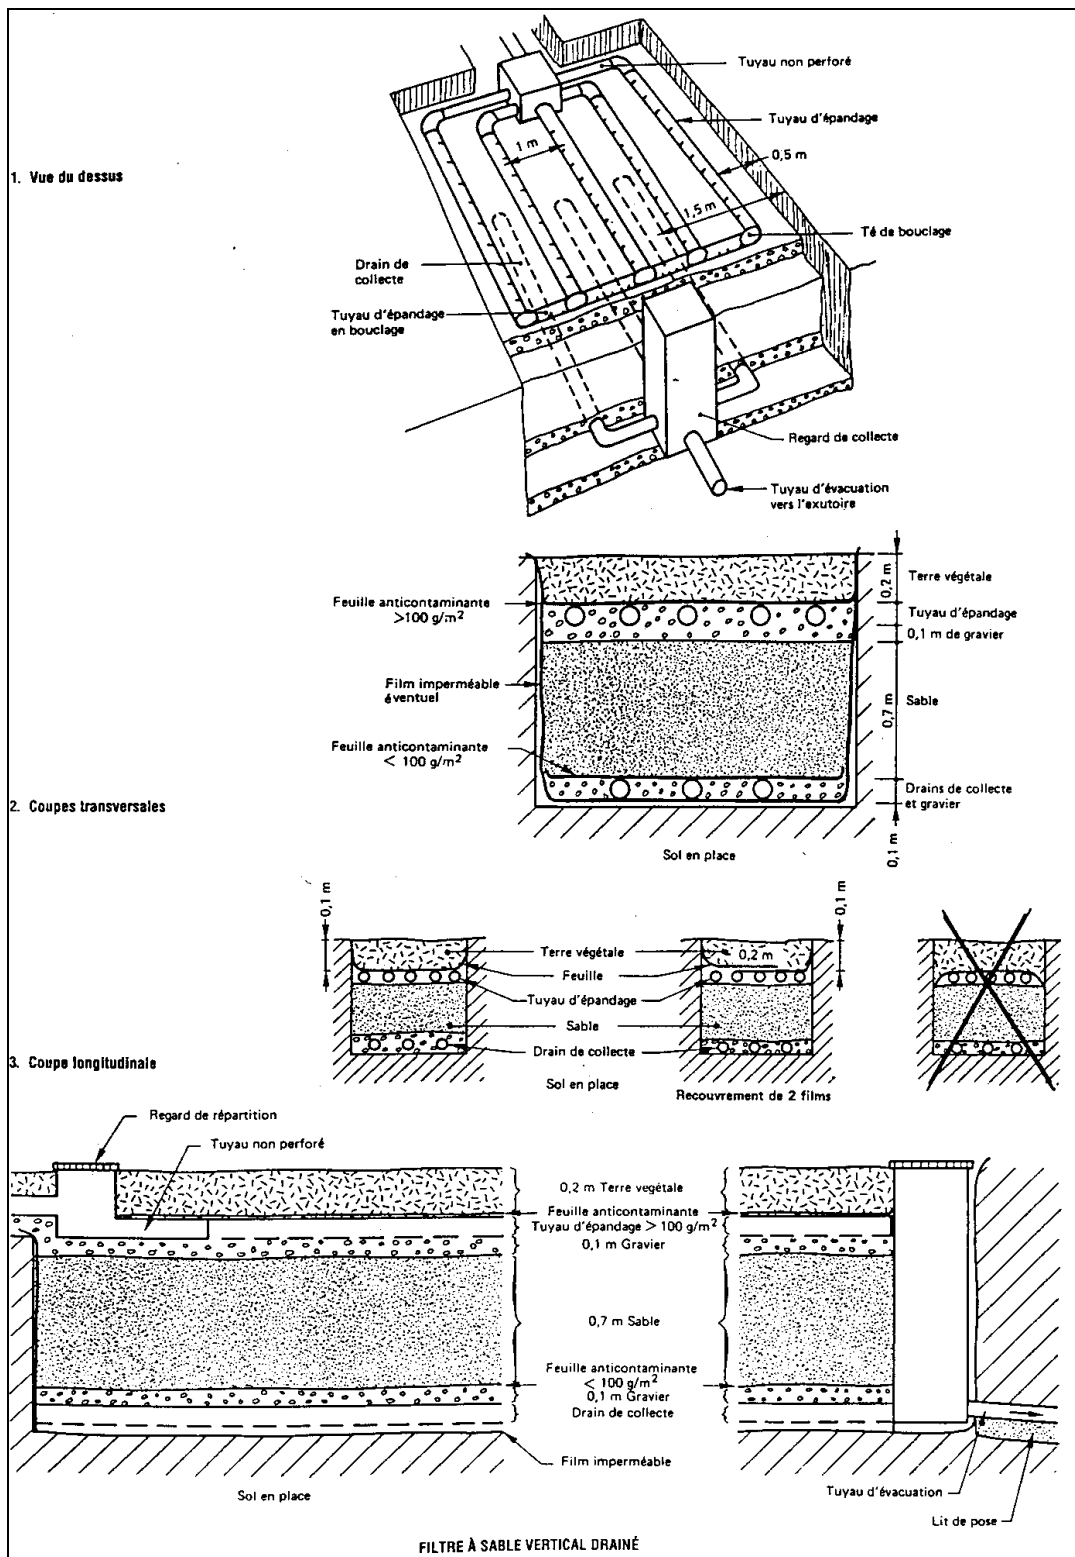 Tuyau non perforé
Tuyau d'épandage
1 m
0,5 m
1. Vue du dessus
1,5 m
Té de bouclage
Drain de
collecte
Tuyau d'épandage
en bouclage
Regard de collecte
Tuyau d'évacuation
vers l'exutoire
0,2 m
Terre végétale
Feuille anticontaminante
>100 g/m²
Tuyau d'épandage
0,1 m de gravier
Film imperméable
éventuel
0,7 m
Sable
Feuille anticontaminante
< 100 g/m²
Drains de collecte
et gravier
2. Coupes transversales
0,1 m
Sol en place
0,1 m
0,1 m
Terre végétale
0,2 m
Feuille
Tuyau d'épandage
Sable
Drain de collecte
3. Coupe longitudinale
Sol en place
Recouvrement de 2 films
Regard de répartition
Tuyau non perforé
0,2 m Terre vegétale
Feuille anticontaminante
Tuyau d'épandage > 100 g/m²
0,1 m Gravier
0,7 m Sable
Feuille anticontaminante
< 100 g/m²
0,1 m Gravier
Drain de collecte
Film imperméable
Sol en place
Tuyau d'évacuation
Lit de pose
FILTRE À SABLE VERTICAL DRAINÉ